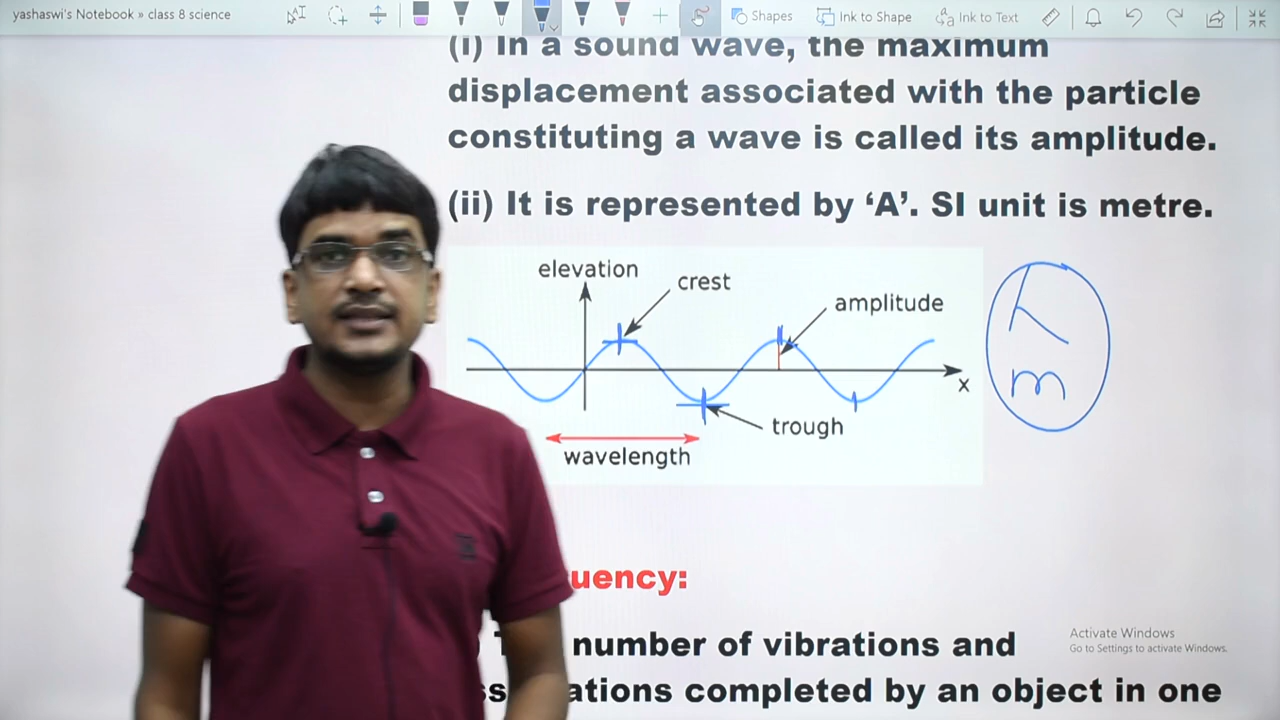 yashaswi's Notebook » class 8 science
Shapes
Ink to Shape
Ink to Text
(i) In a sound wave, the maximum
displacement associated with the particle
constituting a wave is called its amplitude.
(ii) It is represented by ‘A’. SI unit is metre.
elevation
crest
amplitude
x
trough
wavelength
m
uency:
number of vibrations and
ations completed by an object in one
Activate Windows
Go to Settings to activate Windows.